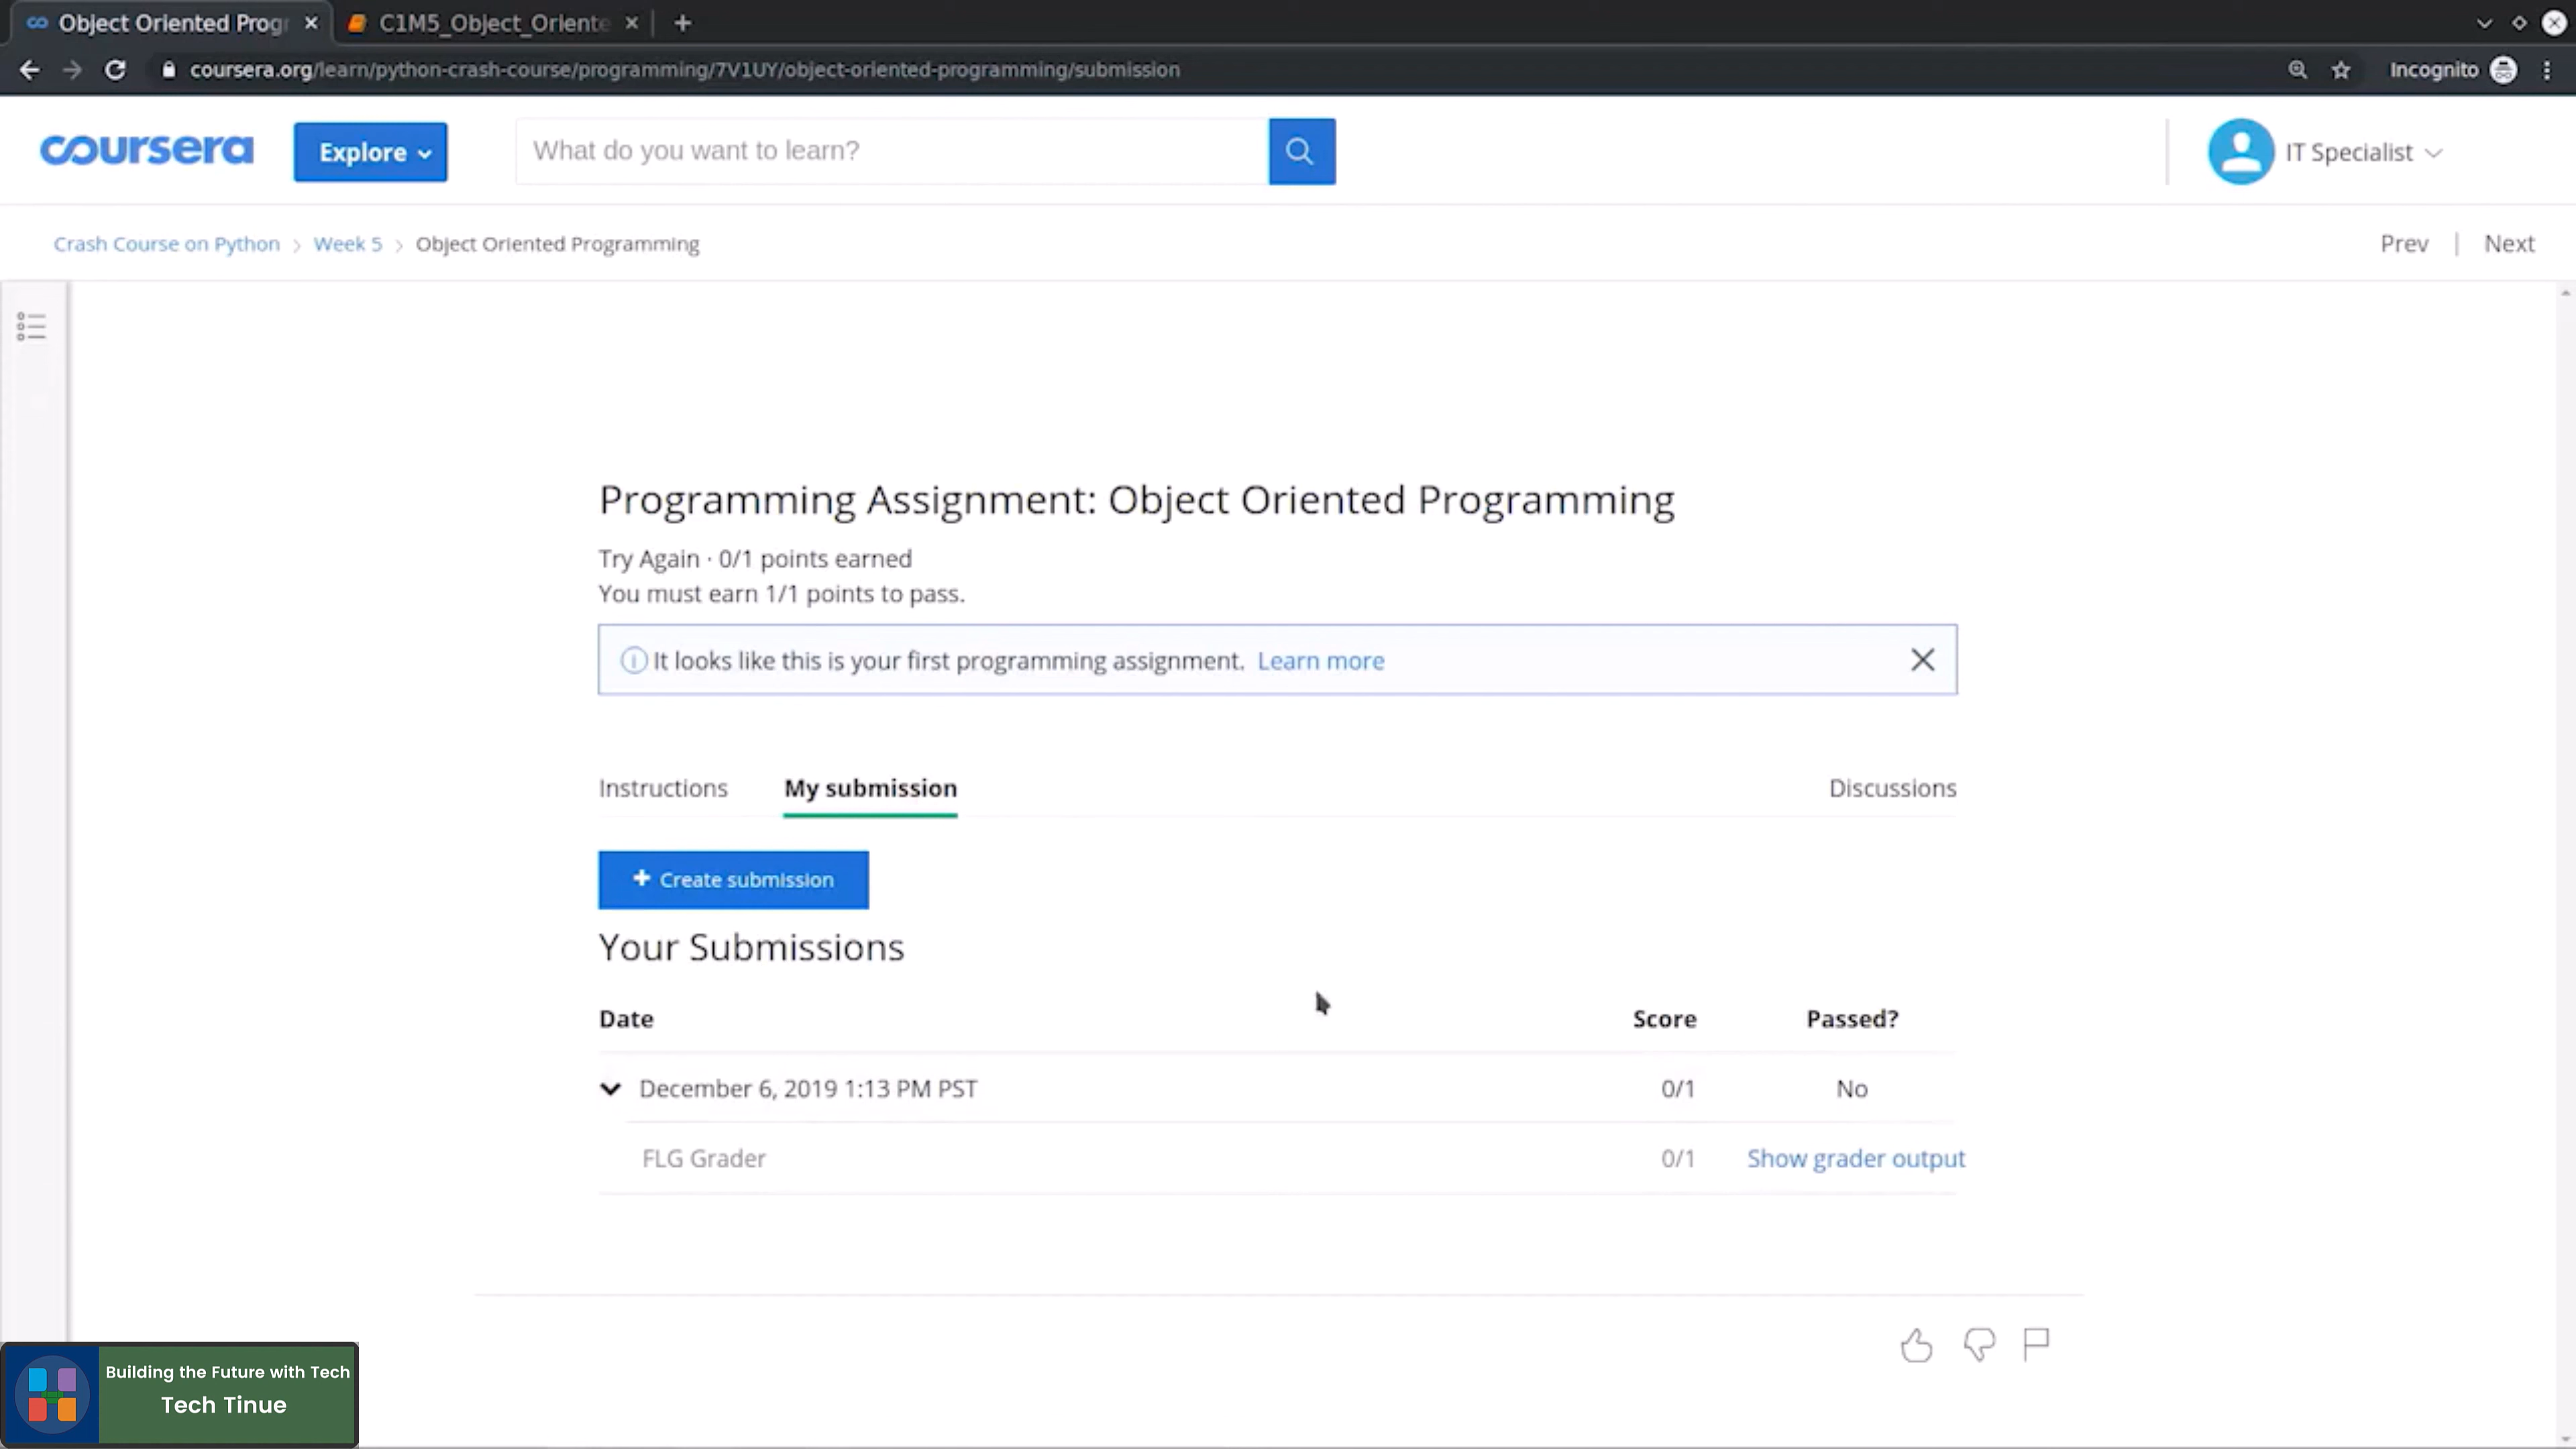 Object Oriented Progr
C1M5_Object_Oriente
coursera.org/learn/python-crash-course/programming/7V1UY/object-oriented-programming/submission
Incognito
coursera
Explore
What do you want to learn?
IT Specialist
Crash Course on Python > Week 5 > Object Oriented Programming
Prev | Next
Programming Assignment: Object Oriented Programming
Try Again · 0/1 points earned
You must earn 1/1 points to pass.
It looks like this is your first programming assignment. Learn more
Instructions My submission Discussions
+ Create submission
Your Submissions
Date Score Passed?
December 6, 2019 1:13 PM PST 0/1 No
FLG Grader 0/1 Show grader output
Building the Future with Tech
Tech Tinue